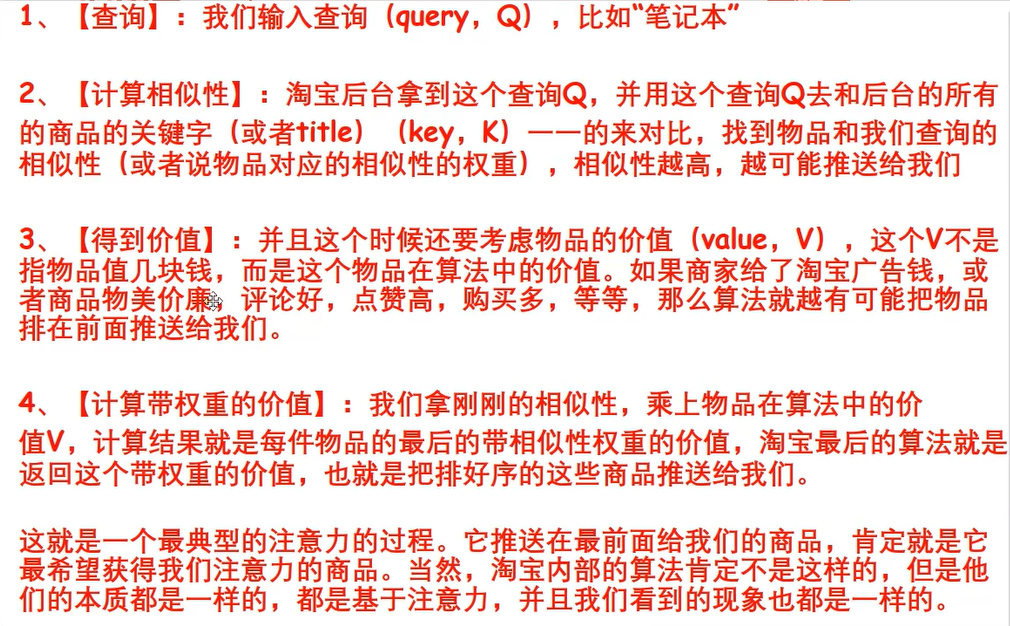 1、【查询】：我们输入查询（query，Q），比如“笔记本”
2、【计算相似性】：淘宝后台拿到这个查询Q，并用这个查询Q去和后台的所有
的商品的关键字（或者title）（key，K）一一的来对比，找到物品和我们查询的
相似性（或者说物品对应的相似性的权重），相似性越高，越可能推送给我们
3、【得到价值】：并且这个时候还要考虑物品的价值（value，V），这个V不是
指物品值几块钱，而是这个物品在算法中的价值。如果商家给了淘宝广告钱，或
者商品物美价廉，评论好，点赞高，购买多，等等，那么算法就越有可能把物品
排在前面推送给我们。
4、【计算带权重的价值】：我们拿刚刚的相似性，乘上物品在算法中的价
值V，计算结果就是每件物品的最后的带相似性权重的价值，淘宝最后的算法就是
返回这个带权重的价值，也就是把排好序的这些商品推送给我们。
这就是一个最典型的注意力的过程。它推送在最前面给我们的商品，肯定就是它
最希望获得我们注意力的商品。当然，淘宝内部的算法肯定不是这样的，但是他
们的本质都是一样的，都是基于注意力，并且我们看到的现象也都是一样的。